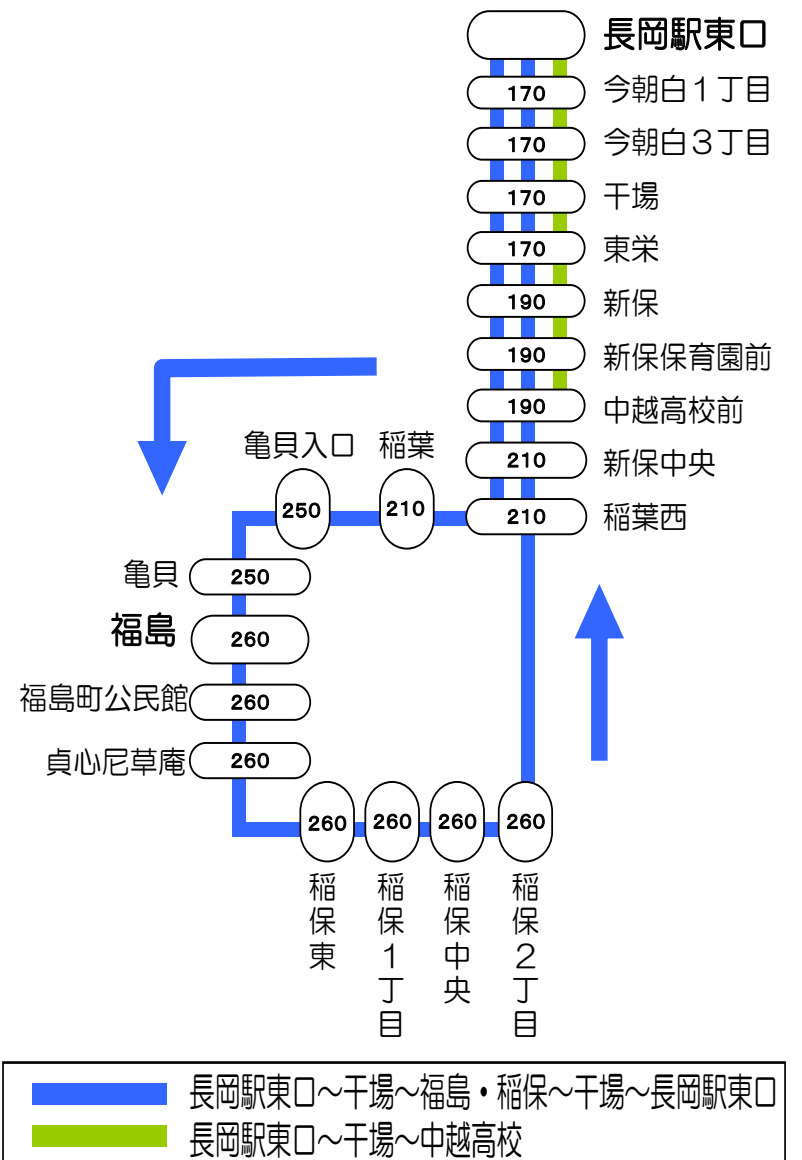 長岡駅東口
170 今朝白1丁目
170 今朝白3丁目
170 干場
170 東栄
190 新保
190 新保保育園前
190 中越高校前
210 新保中央
210 稲葉西
稲葉
210
亀貝入口
250
亀貝 250
福島 260
福島町公民館 260
貞心尼草庵 260
260
稲保東
260
稲保1丁目
260
稲保中央
260
稲保2丁目
長岡駅東口～干場～福島・稲保～干場～長岡駅東口
長岡駅東口～干場～中越高校